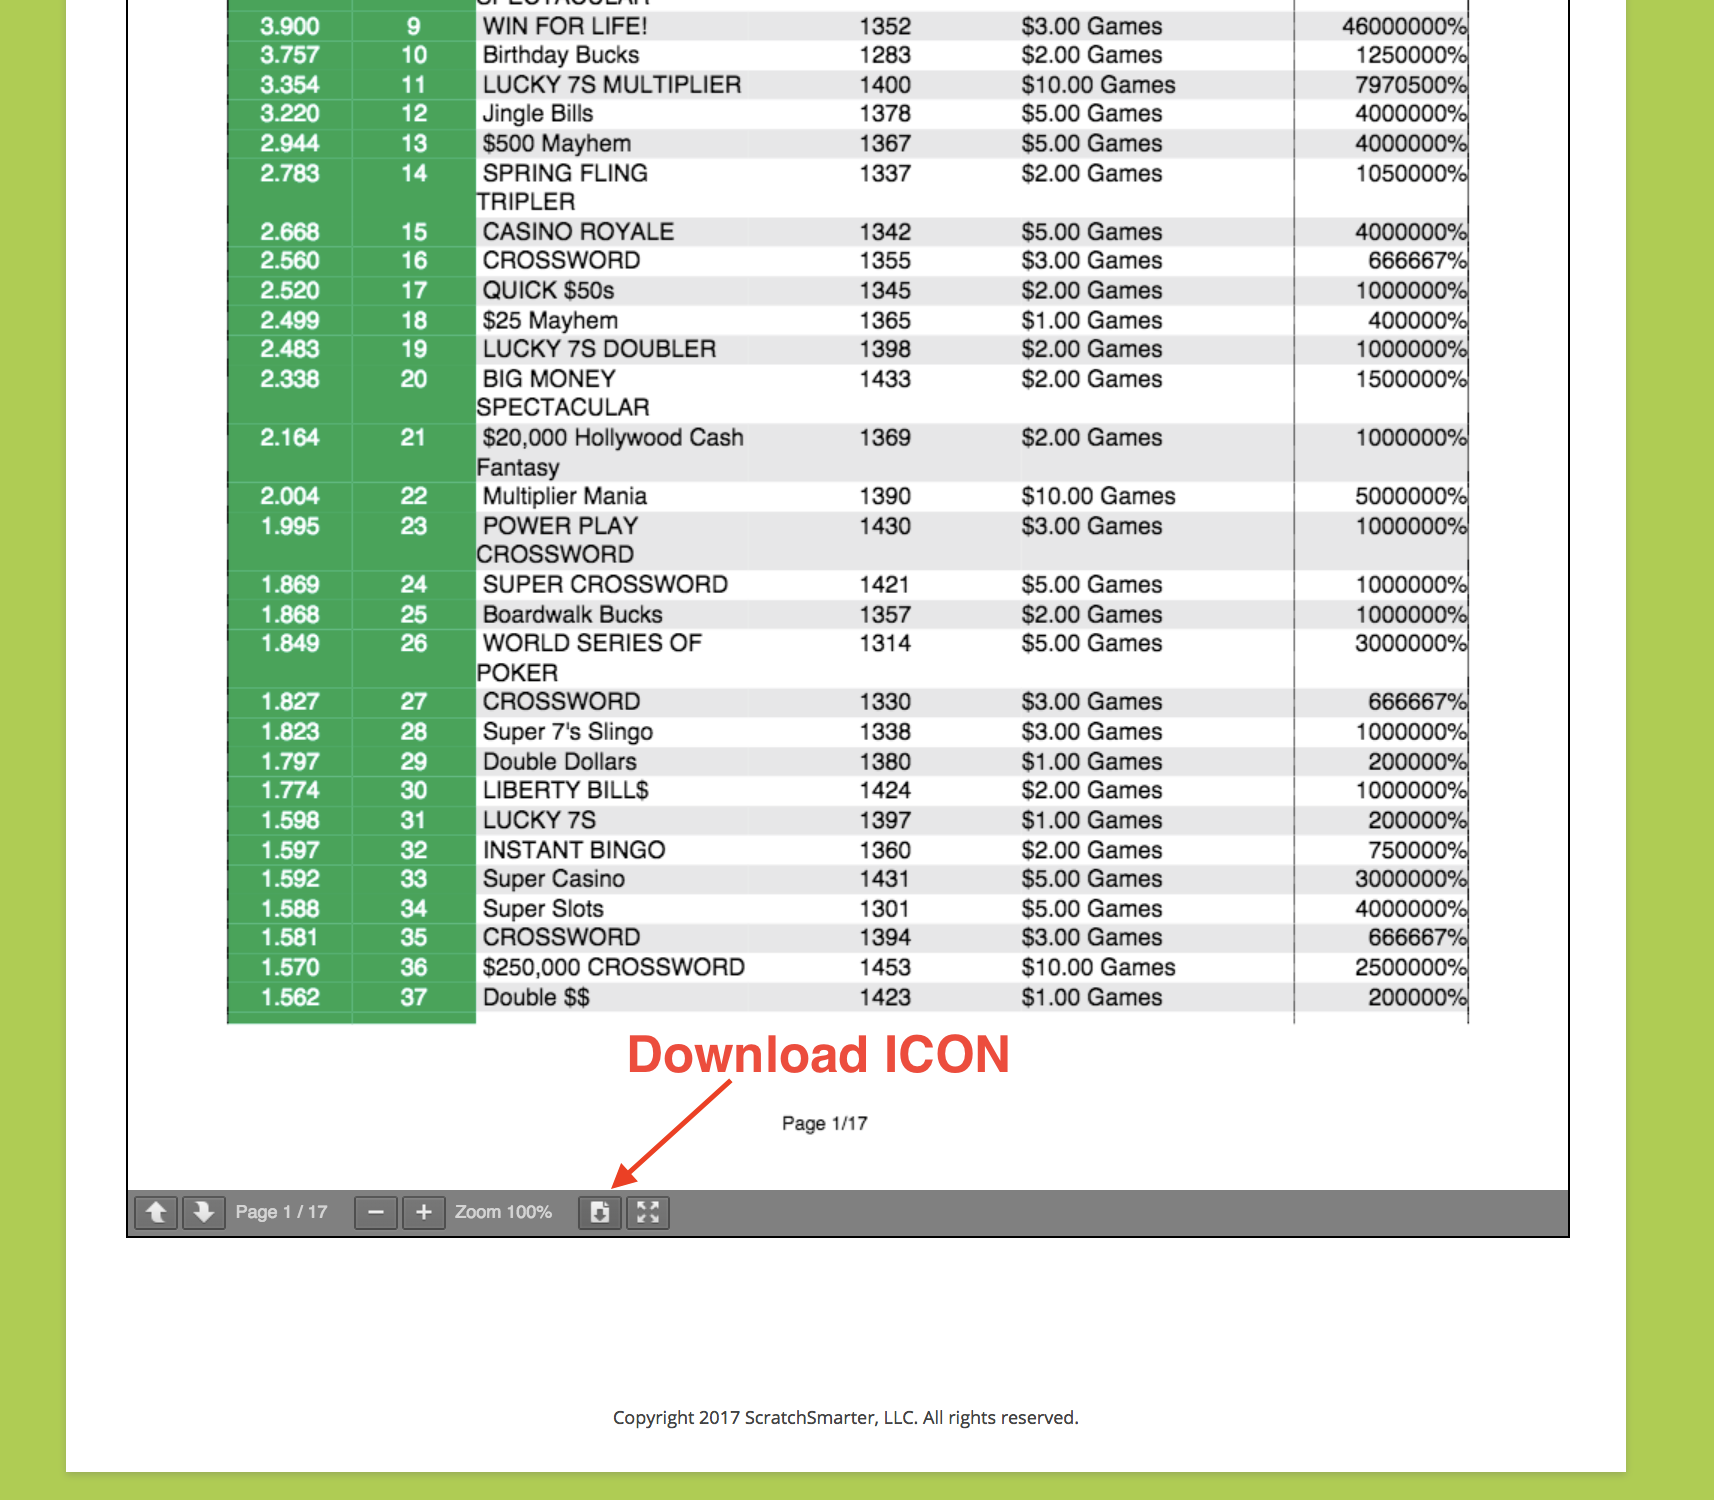 SPECTACULAR
3.900 9 WIN FOR LIFE! 1352 $3.00 Games 46000000%
3.757 10 Birthday Bucks 1283 $2.00 Games 1250000%
3.354 11 LUCKY 7S MULTIPLIER 1400 $10.00 Games 7970500%
3.220 12 Jingle Bills 1378 $5.00 Games 4000000%
2.944 13 $500 Mayhem 1367 $5.00 Games 4000000%
2.783 14 SPRING FLING 1337 $2.00 Games 1050000%
TRIPLER
2.668 15 CASINO ROYALE 1342 $5.00 Games 4000000%
2.560 16 CROSSWORD 1355 $3.00 Games 666667%
2.520 17 QUICK $50s 1345 $2.00 Games 1000000%
2.499 18 $25 Mayhem 1365 $1.00 Games 400000%
2.483 19 LUCKY 7S DOUBLER 1398 $2.00 Games 1000000%
2.338 20 BIG MONEY 1433 $2.00 Games 1500000%
SPECTACULAR
2.164 21 $20,000 Hollywood Cash 1369 $2.00 Games 1000000%
Fantasy
2.004 22 Multiplier Mania 1390 $10.00 Games 5000000%
1.995 23 POWER PLAY 1430 $3.00 Games 1000000%
CROSSWORD
1.869 24 SUPER CROSSWORD 1421 $5.00 Games 1000000%
1.868 25 Boardwalk Bucks 1357 $2.00 Games 1000000%
1.849 26 WORLD SERIES OF 1314 $5.00 Games 3000000%
POKER
1.827 27 CROSSWORD 1330 $3.00 Games 666667%
1.823 28 Super 7's Slingo 1338 $3.00 Games 1000000%
1.797 29 Double Dollars 1380 $1.00 Games 200000%
1.774 30 LIBERTY BILL$ 1424 $2.00 Games 1000000%
1.598 31 LUCKY 7S 1397 $1.00 Games 200000%
1.597 32 INSTANT BINGO 1360 $2.00 Games 750000%
1.592 33 Super Casino 1431 $5.00 Games 3000000%
1.588 34 Super Slots 1301 $5.00 Games 4000000%
1.581 35 CROSSWORD 1394 $3.00 Games 666667%
1.570 36 $250,000 CROSSWORD 1453 $10.00 Games 2500000%
1.562 37 Double $$ 1423 $1.00 Games 200000%
Download ICON
Page 1/17
Page 1 / 17 Zoom 100%
Copyright 2017 ScratchSmarter, LLC. All rights reserved.